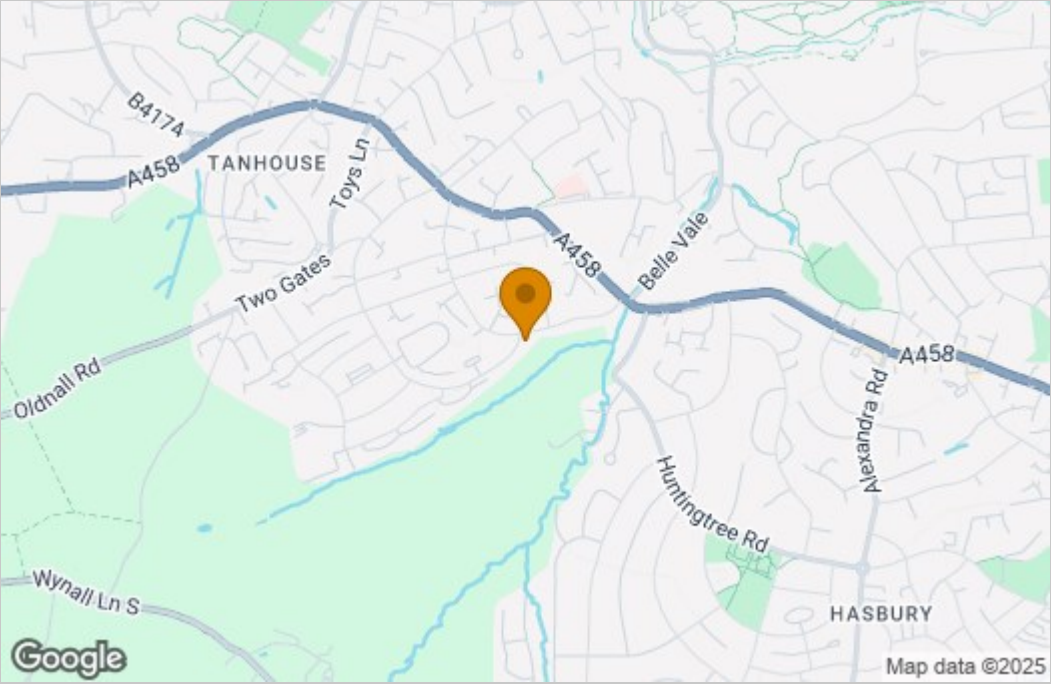 B4174
A458
TANHOUSE
Toys Ln
A458
Belle Vale
Two Gates
A458
Oldnall Rd
Alexandra Rd
Huntingtree Rd
Wynall Ln S
HASBURY
Google
Map data ©2025